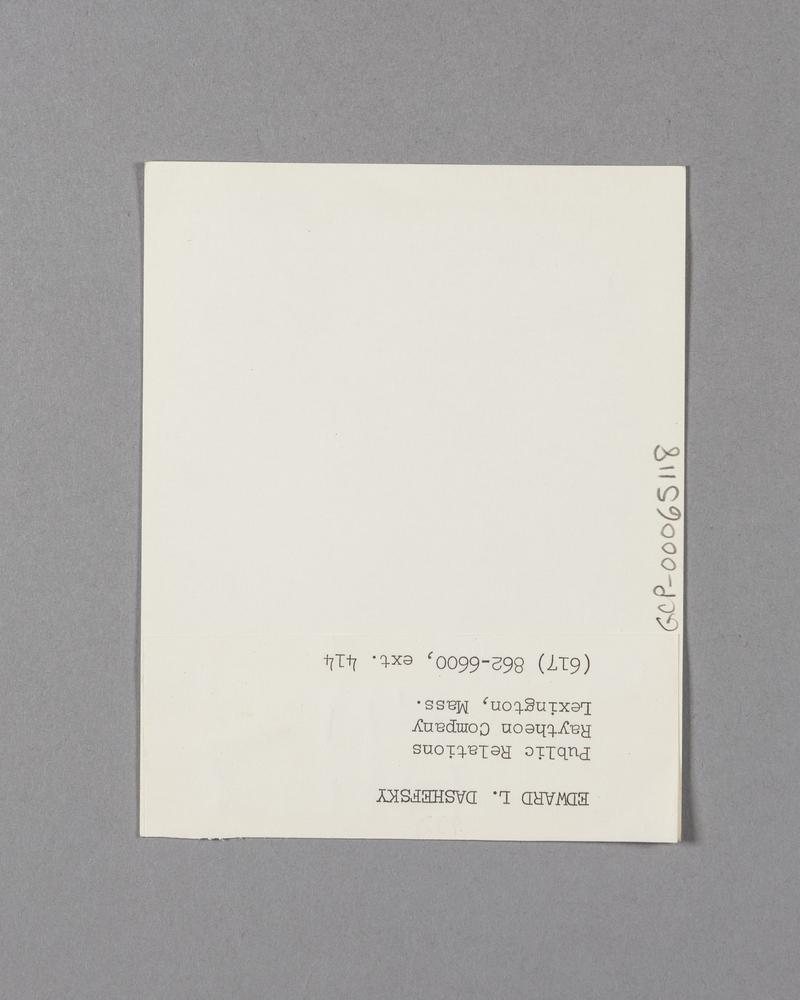 EDWARD L. DASHEFSKY
Public Relations
Raytheon Company
Lexington, Mass.
(617) 862-6600, ext. 414
GCP-00065118